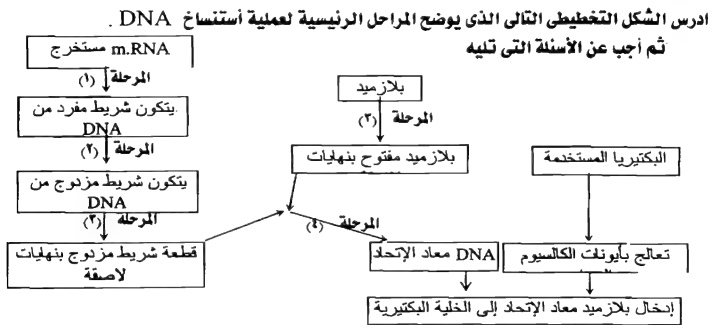 ادرس الشكل التخطيطى التالى الذى يوضح المراحل الرئيسية لعملية أستنساخ DNA .
ثم أجب عن الأسئلة التى تليه
m.RNA مستخرج
المرحلة (١)
يتكون شريط مفرد من
DNA
المرحلة (٢)
يتكون شريط مزدوج من
DNA
المرحلة (٣)
قطعة شريط مزدوج بنهايات
لاصقة
بلازميد
المرحلة (٣)
بلازميد مفتوح بنهايات
المرحلة (٤)
DNA معاد الإتحاد
البكتيريا المستخدمة
تعالج بأيونات الكالسيوم
إدخال بلازميد معاد الإتحاد إلى الخلية البكتيرية